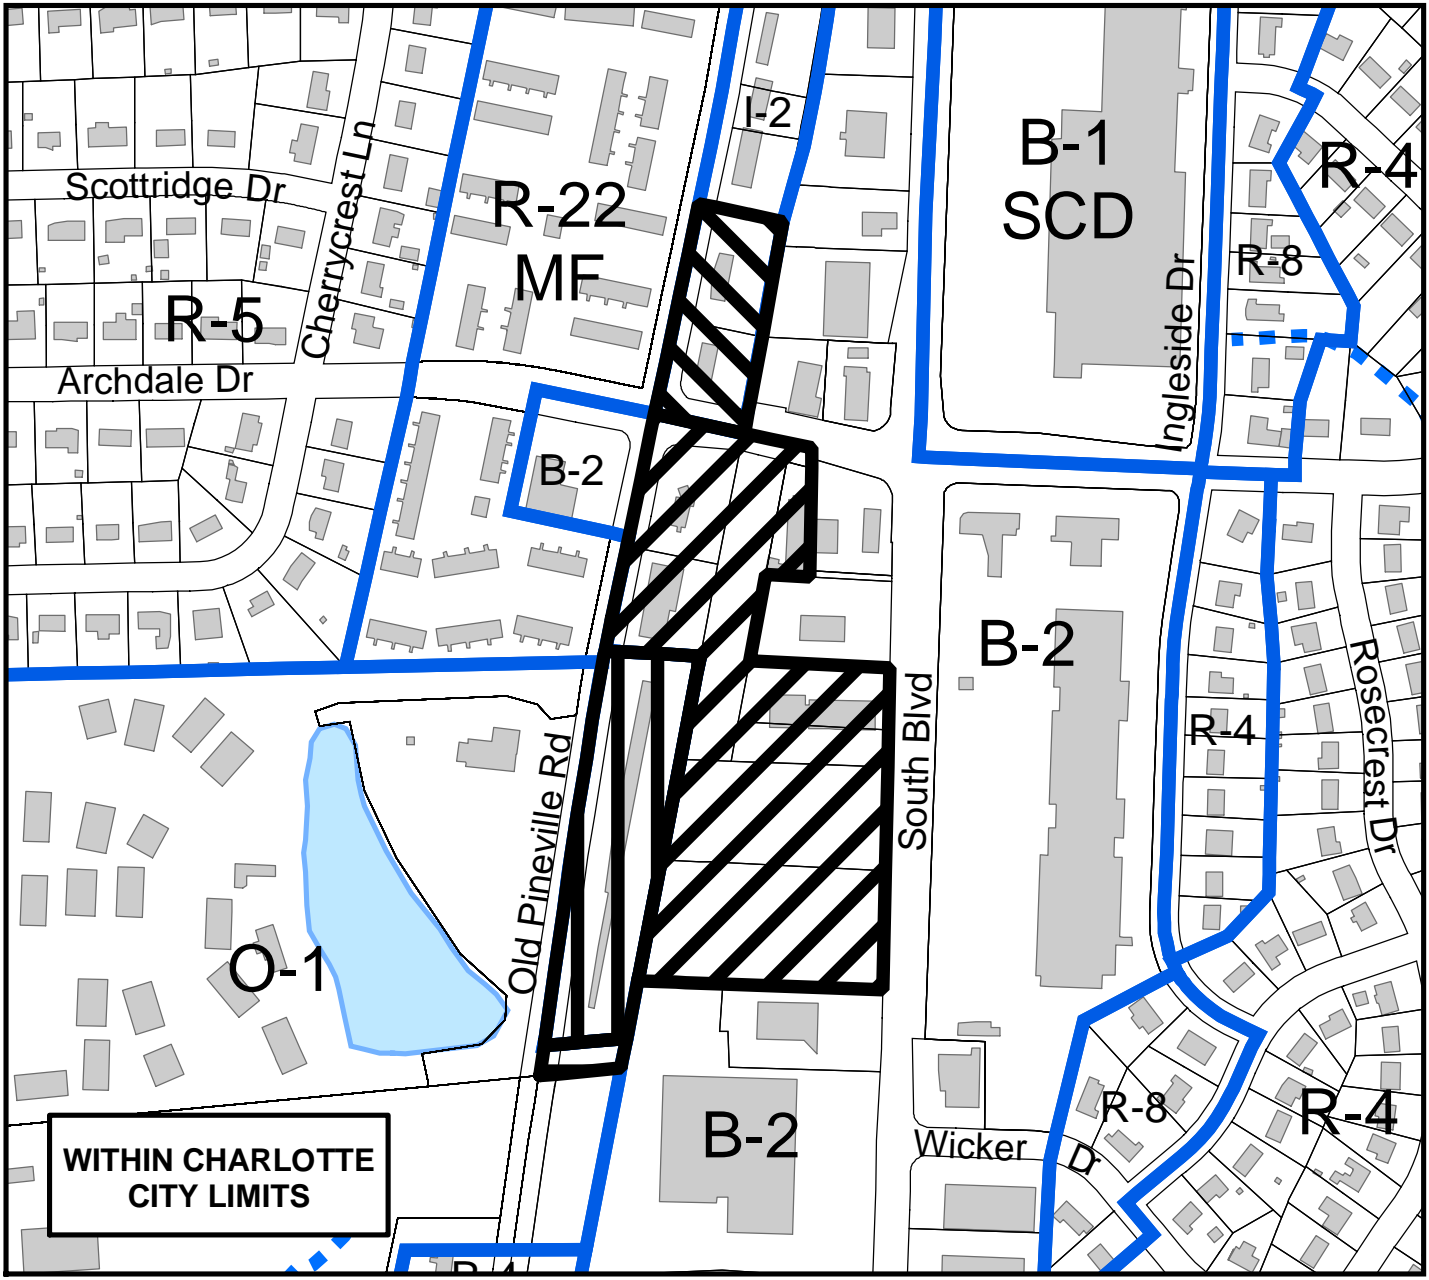 I-2
B-1
SCD
R-4
Scottridge Dr
Cherrycrest Ln
R-22
MF
R-8
R-5
Ingleside Dr
Archdale Dr
B-2
B-2
Rosecrest Dr
R-4
South Blvd
Old Pineville Rd
O-1
R-8
R-4
B-2
Wicker Dr
WITHIN CHARLOTTE
CITY LIMITS